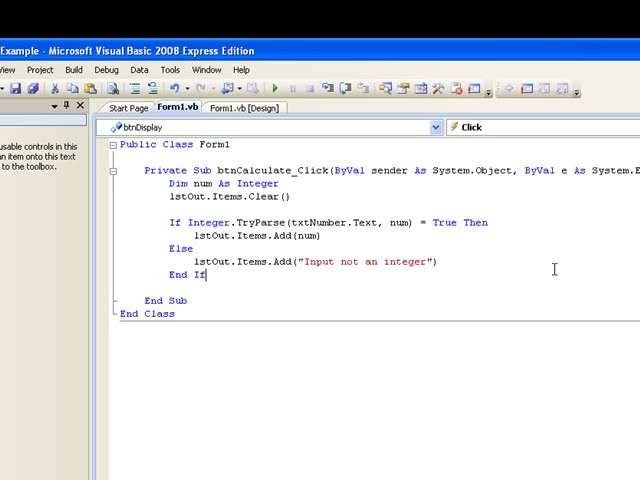 Example - Microsoft Visual Basic 2008 Express Edition
View Project Build Debug Data Tools Window Help
Start Page Form1.vb Form1.vb [Design]
btnDisplay Click
usable controls in this
an item onto this text
to the toolbox.
Public Class Form1
Private Sub btnCalculate_Click(ByVal sender As System.Object, ByVal e As System.E
Dim num As Integer
lstOut.Items.Clear()
If Integer.TryParse(txtNumber.Text, num) = True Then
lstOut.Items.Add(num)
Else
lstOut.Items.Add("Input not an integer")
End If
End Sub
End Class